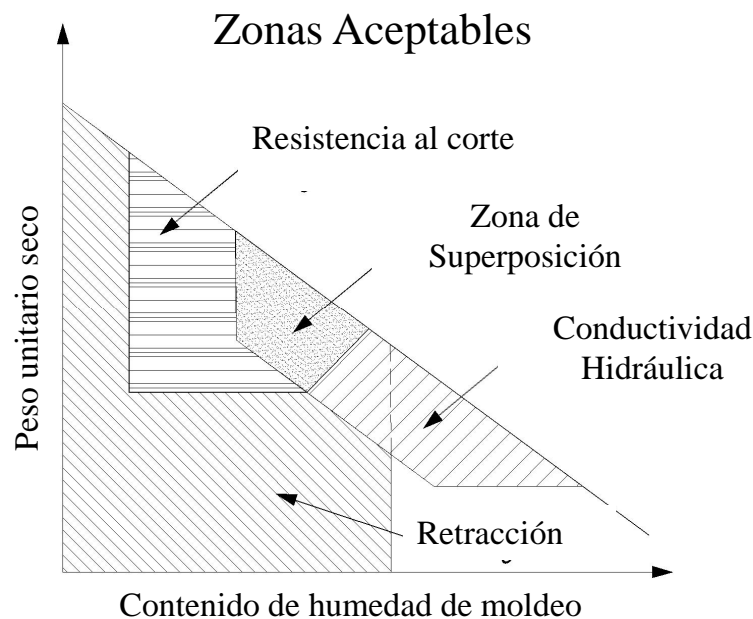 Zonas Aceptables
Resistencia al corte
Zona de
Superposición
Conductividad
Hidráulica
Peso unitario seco
Retracción
Contenido de humedad de moldeo